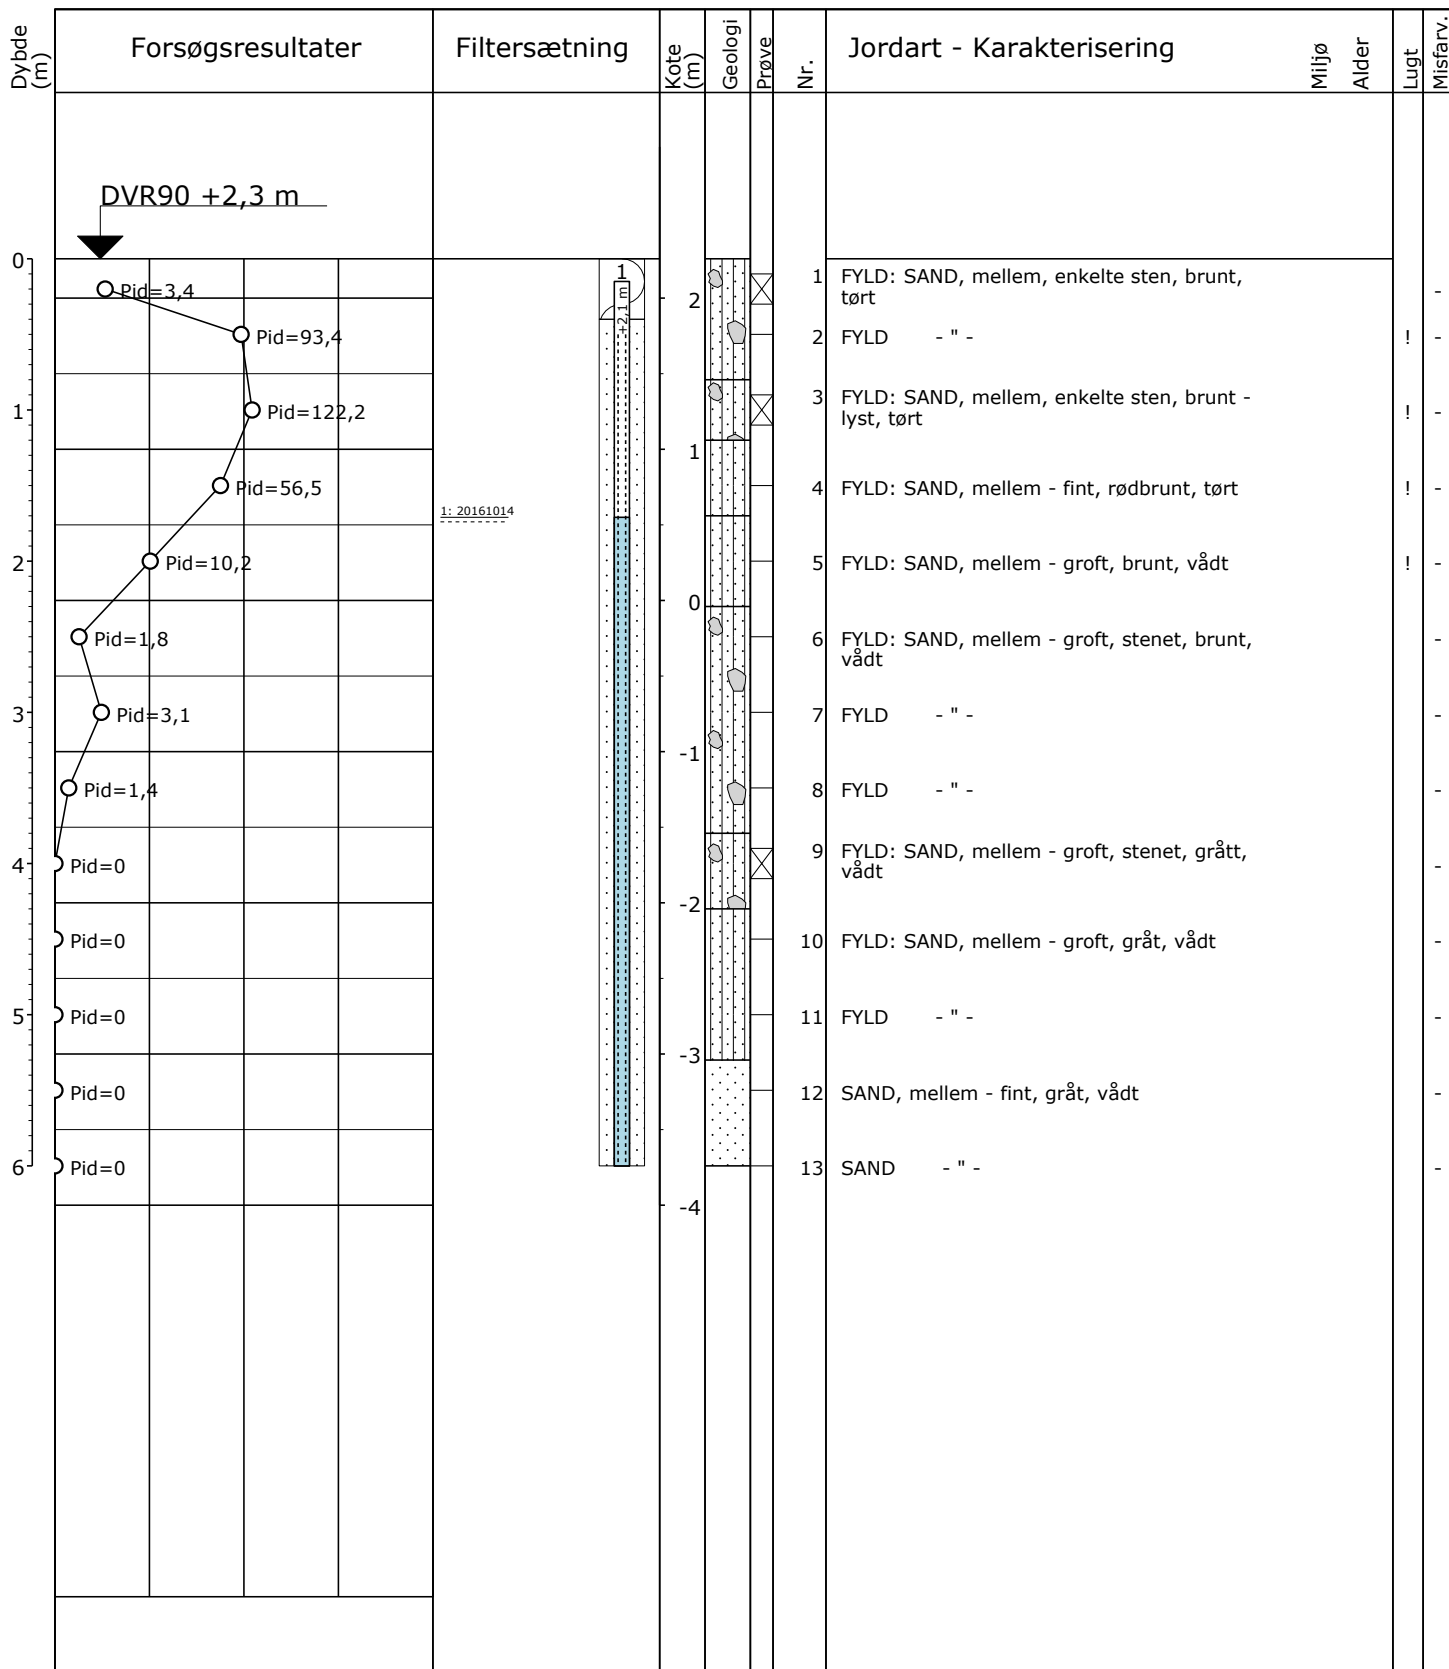 Dybde (m)
Forsøgsresultater
Filtersætning
Kote (m)
Geologi
Prøve
Nr.
Jordart - Karakterisering
Miljø
Alder
Lugt
Misfarv.
DVR90 +2,3 m
0
1
+2,1 m
Pid=3,4
2
1 FYLD: SAND, mellem, enkelte sten, brunt,
tørt
-
Pid=93,4
2 FYLD - " - ! -
1
Pid=122,2
3 FYLD: SAND, mellem, enkelte sten, brunt -
lyst, tørt
! -
1
Pid=56,5
4 FYLD: SAND, mellem - fint, rødbrunt, tørt ! -
1: 20161014
2
Pid=10,2
5 FYLD: SAND, mellem - groft, brunt, vådt ! -
0
Pid=1,8
6 FYLD: SAND, mellem - groft, stenet, brunt,
vådt
-
3
Pid=3,1
7 FYLD - " - -
-1
Pid=1,4
8 FYLD - " - -
4
Pid=0
9 FYLD: SAND, mellem - groft, stenet, grått,
vådt
-
-2
Pid=0
10 FYLD: SAND, mellem - groft, gråt, vådt -
5
Pid=0
11 FYLD - " - -
-3
Pid=0
12 SAND, mellem - fint, gråt, vådt -
6
Pid=0
13 SAND - " - -
-4